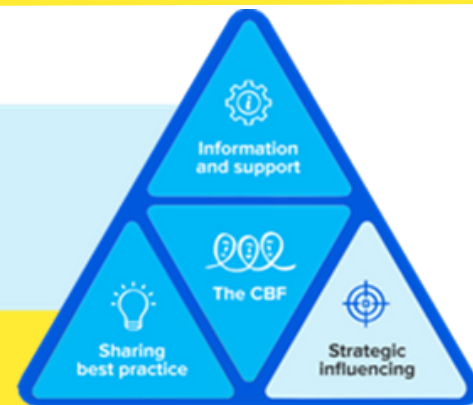 Information
and support
The CBF
Sharing
best practice
Strategic
influencing